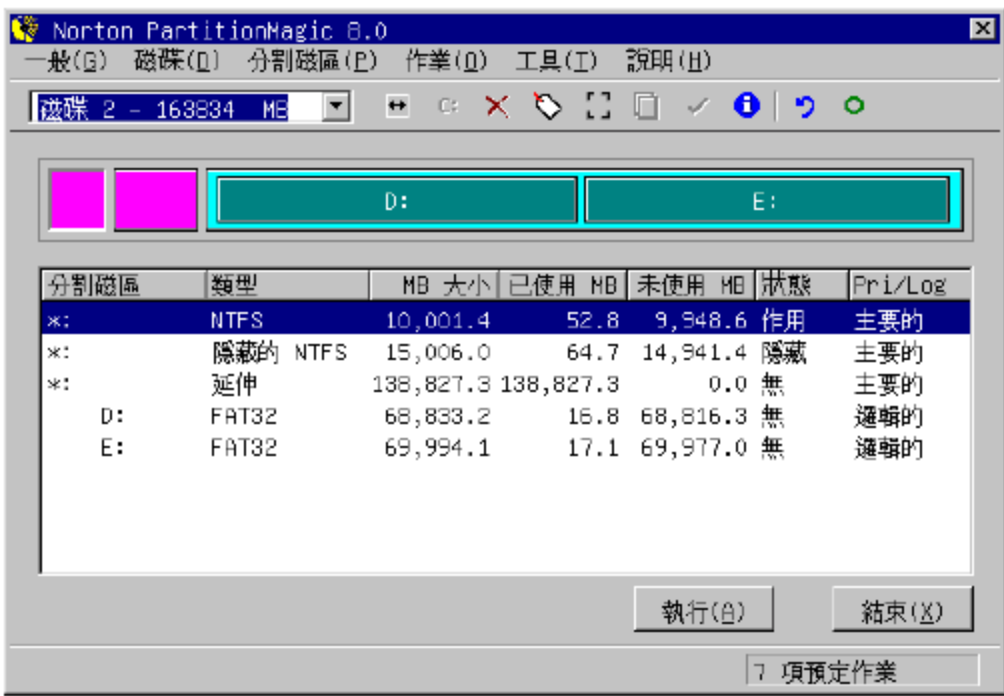 Norton PartitionMagic 8.0
一般(G) 磁碟(D) 分割磁區(P) 作業(O) 工具(T) 說明(H)
磁碟 2 - 163834 MB C:
D: E:
分割磁區 類型 MB 大小 已使用 MB 未使用 MB 狀態 Pri/Log
*: NTFS 10,001.4 52.8 9,948.6 作用 主要的
*: 隱藏的 NTFS 15,006.0 64.7 14,941.4 隱藏 主要的
*: 延伸 138,827.3 138,827.3 0.0 無 主要的
D: FAT32 68,833.2 16.8 68,816.3 無 邏輯的
E: FAT32 69,994.1 17.1 69,977.0 無 邏輯的
執行(A) 結束(X)
7 項預定作業